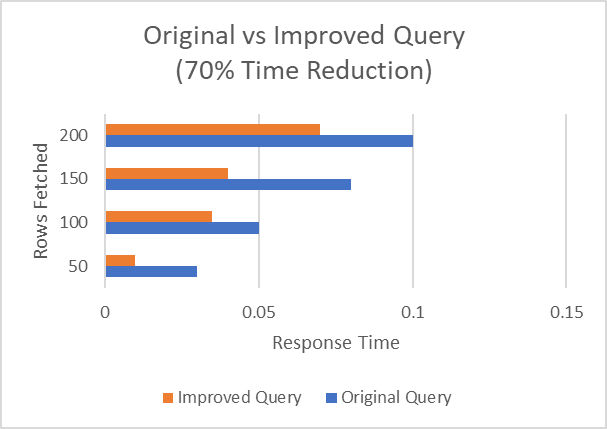 Original vs Improved Query
(70% Time Reduction)
Rows Fetched
200
150
100
50
0 0.05 0.1 0.15
Response Time
Improved Query Original Query